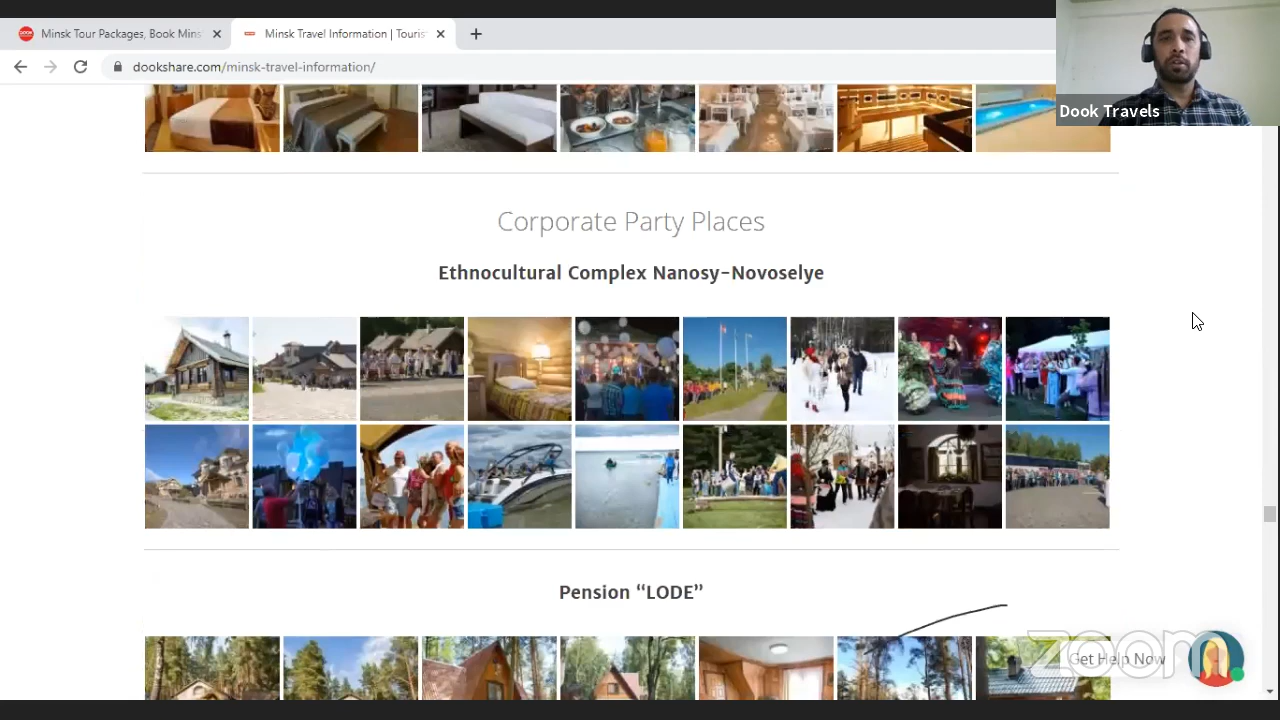 Minsk Tour Packages, Book Mins
Minsk Travel Information | Touris
dookshare.com/minsk-travel-information/
Dook Travels
Corporate Party Places
Ethnocultural Complex Nanosy-Novoselye
Pension “LODE”
zoom
Get Help Now